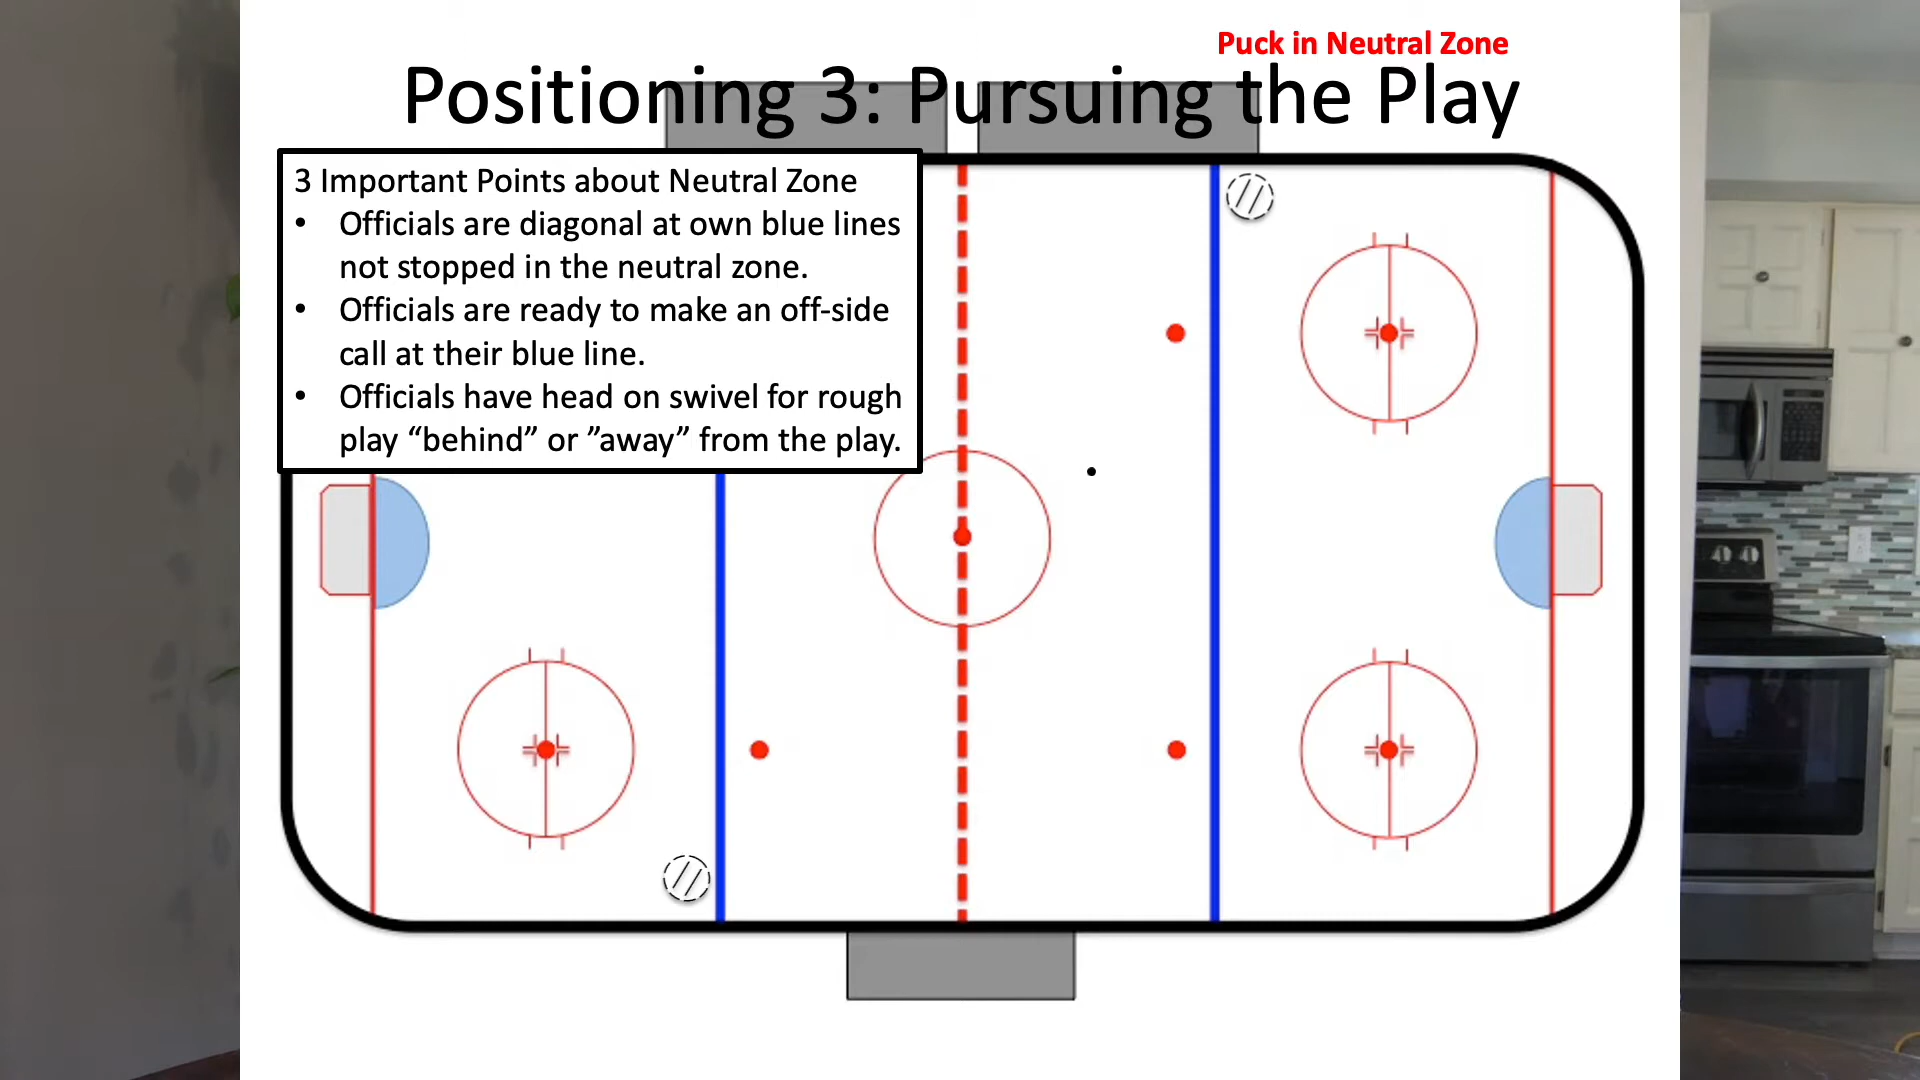 Puck in Neutral Zone
Positioning 3: Pursuing the Play
3 Important Points about Neutral Zone
• Officials are diagonal at own blue lines
not stopped in the neutral zone.
• Officials are ready to make an off-side
call at their blue line.
• Officials have head on swivel for rough
play “behind” or ”away” from the play.